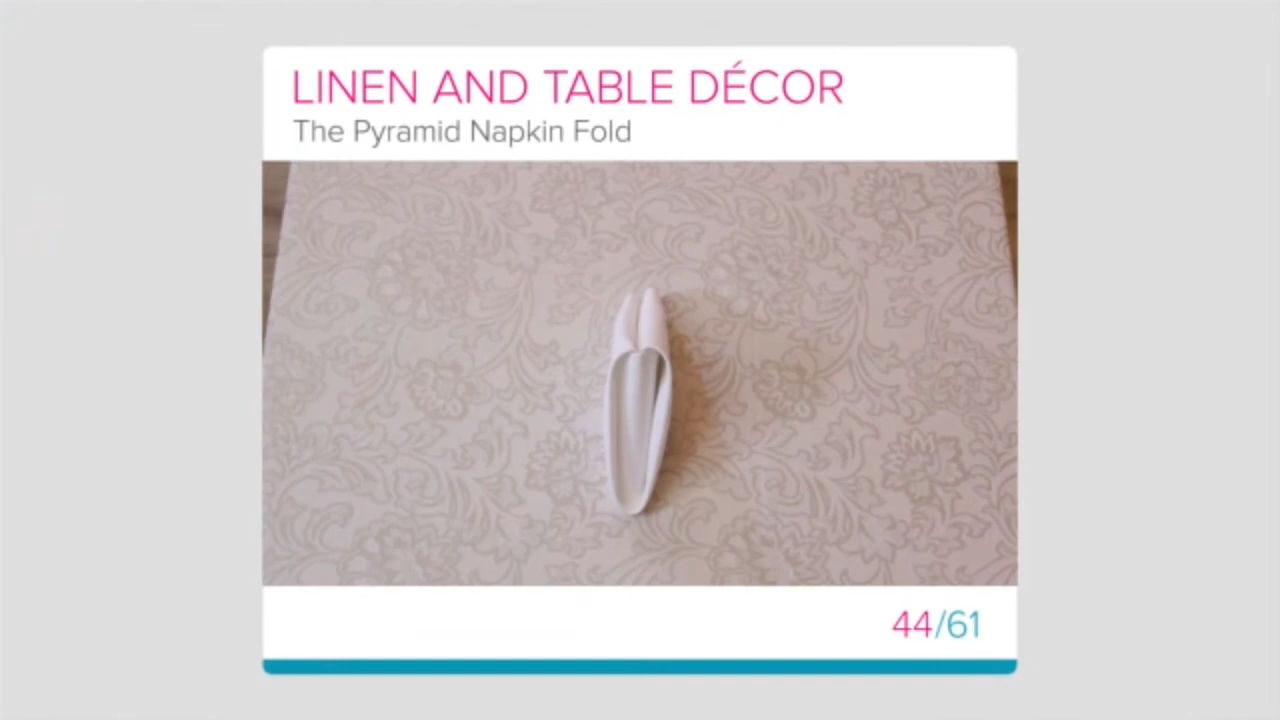 LINEN AND TABLE DÉCOR
The Pyramid Napkin Fold
44/61